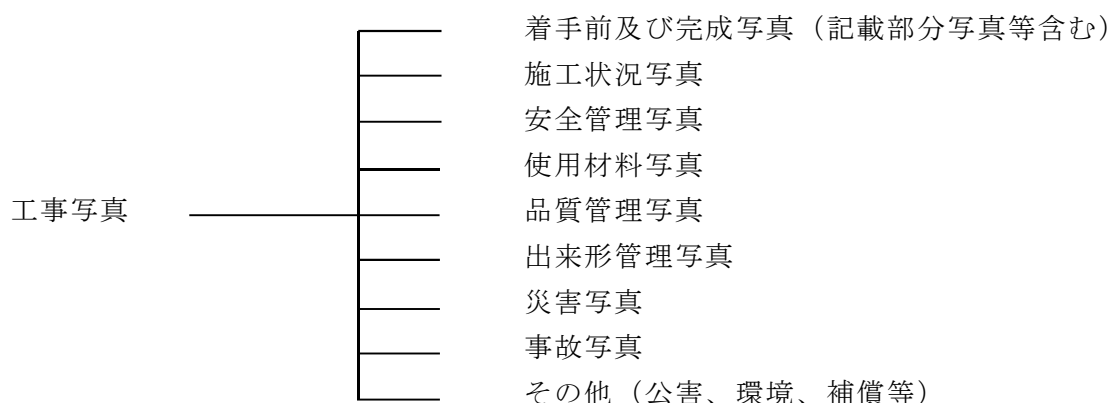 着手前及び完成写真（記載部分写真等含む）
施工状況写真
安全管理写真
使用材料写真
工事写真
品質管理写真
出来形管理写真
災害写真
事故写真
その他（公害、環境、補償等）